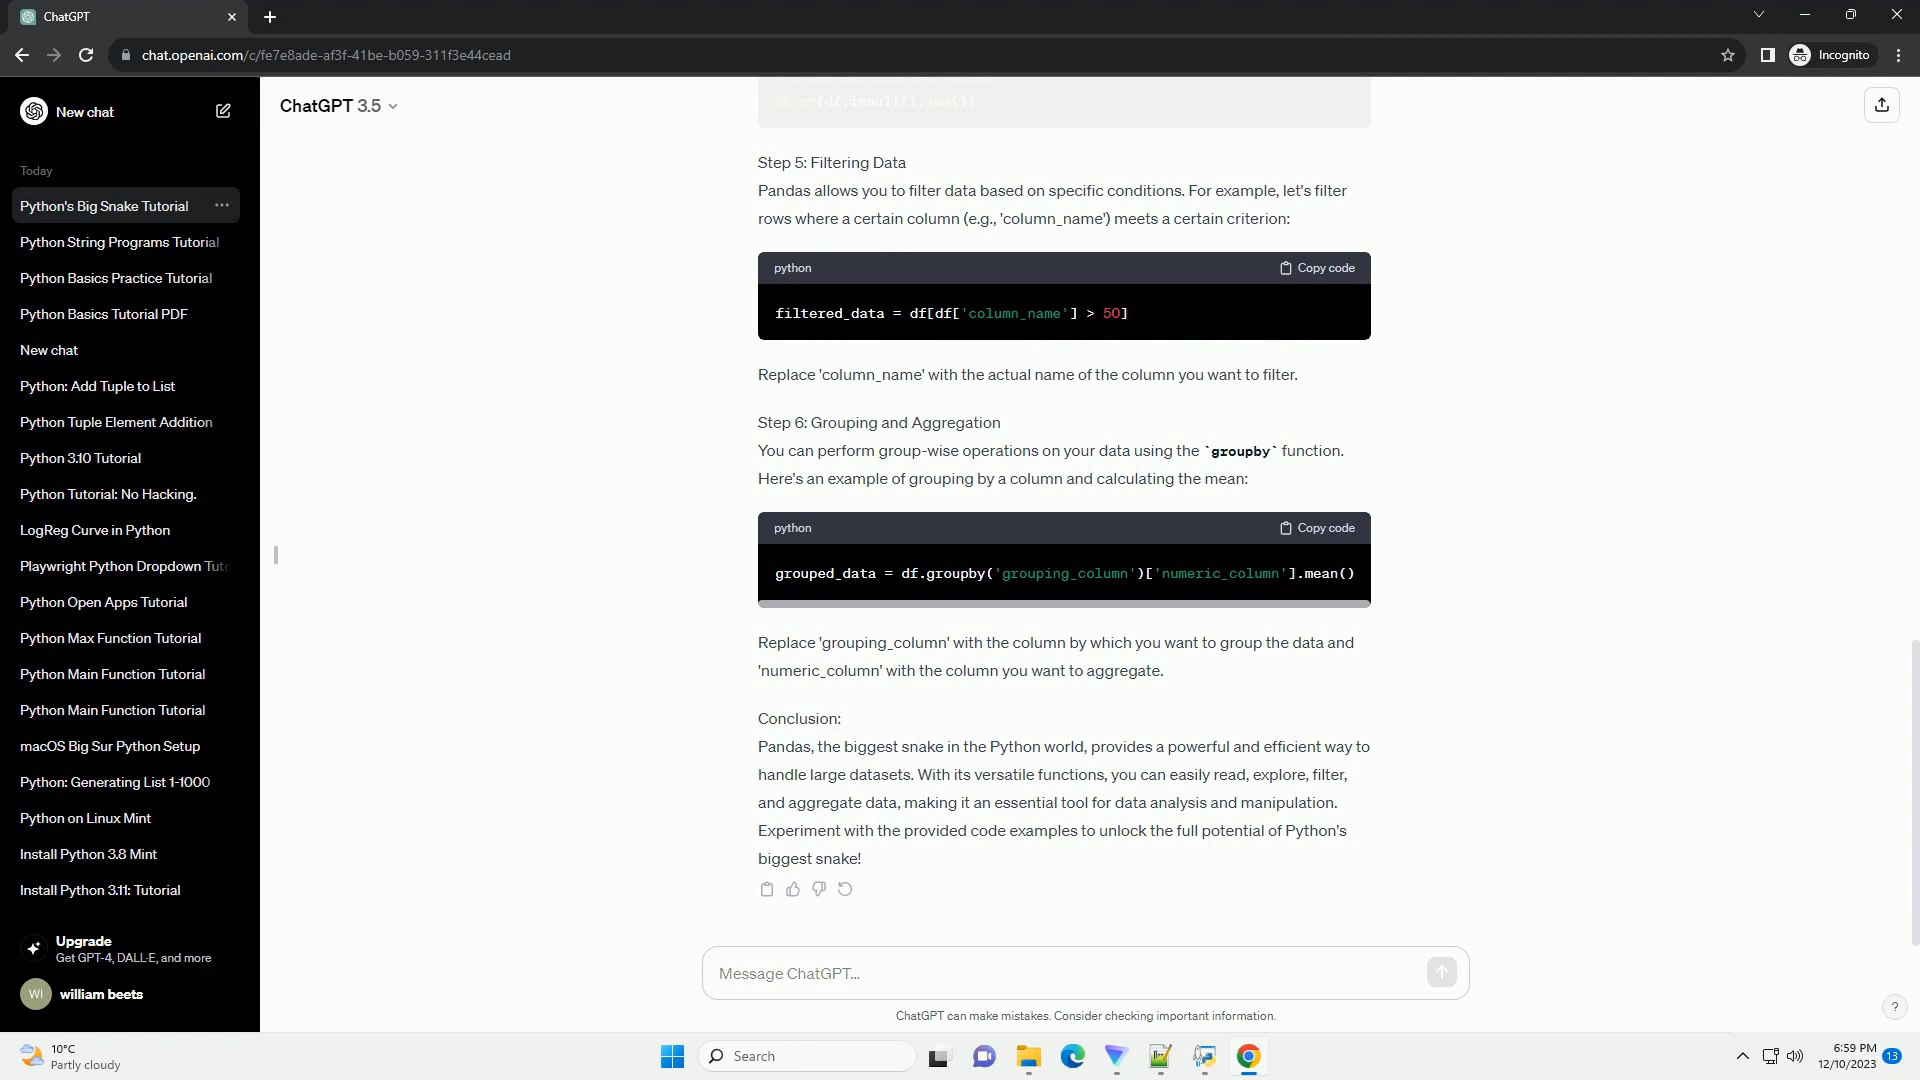 ChatGPT
chat.openai.com/c/fe7e8ade-af3f-41be-b059-311f3e44cead
Incognito
New chat
Today
Python's Big Snake Tutorial
Python String Programs Tutorial
Python Basics Practice Tutorial
Python Basics Tutorial PDF
New chat
Python: Add Tuple to List
Python Tuple Element Addition
Python 3.10 Tutorial
Python Tutorial: No Hacking.
LogReg Curve in Python
Playwright Python Dropdown Tuto
Python Open Apps Tutorial
Python Max Function Tutorial
Python Main Function Tutorial
Python Main Function Tutorial
macOS Big Sur Python Setup
Python: Generating List 1-1000
Python on Linux Mint
Install Python 3.8 Mint
Install Python 3.11: Tutorial
Upgrade
Get GPT-4, DALL·E, and more
WI
william beets
ChatGPT 3.5
print(df.isnull().sum())
Step 5: Filtering Data
Pandas allows you to filter data based on specific conditions. For example, let's filter
rows where a certain column (e.g., 'column_name') meets a certain criterion:
python
Copy code
filtered_data = df[df['column_name'] > 50]
Replace 'column_name' with the actual name of the column you want to filter.
Step 6: Grouping and Aggregation
You can perform group-wise operations on your data using the `groupby` function.
Here's an example of grouping by a column and calculating the mean:
python
Copy code
grouped_data = df.groupby('grouping_column')['numeric_column'].mean()
Replace 'grouping_column' with the column by which you want to group the data and
'numeric_column' with the column you want to aggregate.
Conclusion:
Pandas, the biggest snake in the Python world, provides a powerful and efficient way to
handle large datasets. With its versatile functions, you can easily read, explore, filter,
and aggregate data, making it an essential tool for data analysis and manipulation.
Experiment with the provided code examples to unlock the full potential of Python's
biggest snake!
Message ChatGPT...
ChatGPT can make mistakes. Consider checking important information.
?
10°C
Partly cloudy
Search
6:59 PM
12/10/2023
13